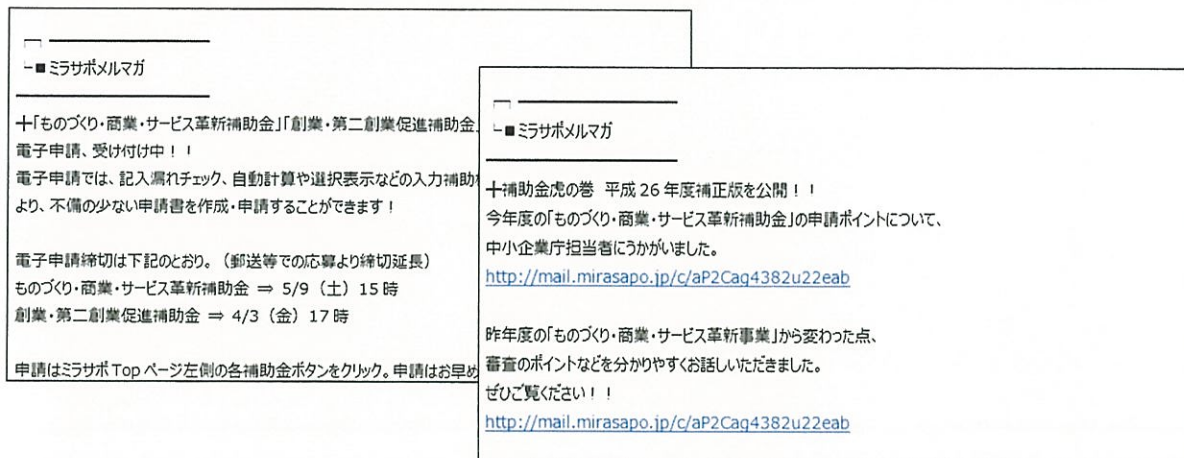 ■ミラサポメルマガ
╋「ものづくり・商業・サービス革新補助金」「創業・第二創業促進補助金」
電子申請、受け付け中！！
電子申請では、記入漏れチェック、自動計算や選択表示などの入力補助
より、不備の少ない申請書を作成・申請することができます！
電子申請締切は下記のとおり。（郵送等での応募より締切延長）
ものづくり・商業・サービス革新補助金 ⇒ 5/9（土）15時
創業・第二創業促進補助金 ⇒ 4/3（金）17時
申請はミラサポTopページ左側の各補助金ボタンをクリック。申請はお早め
■ミラサポメルマガ
╋補助金虎の巻 平成26年度補正版を公開！！
今年度の「ものづくり・商業・サービス革新補助金」の申請ポイントについて、
中小企業庁担当者にうかがいました。
http://mail.mirasapo.jp/c/aP2Cag4382u22eab
昨年度の「ものづくり・商業・サービス革新事業」から変わった点、
審査のポイントなどを分かりやすくお話しいただきました。
ぜひご覧ください！！
http://mail.mirasapo.jp/c/aP2Cag4382u22eab